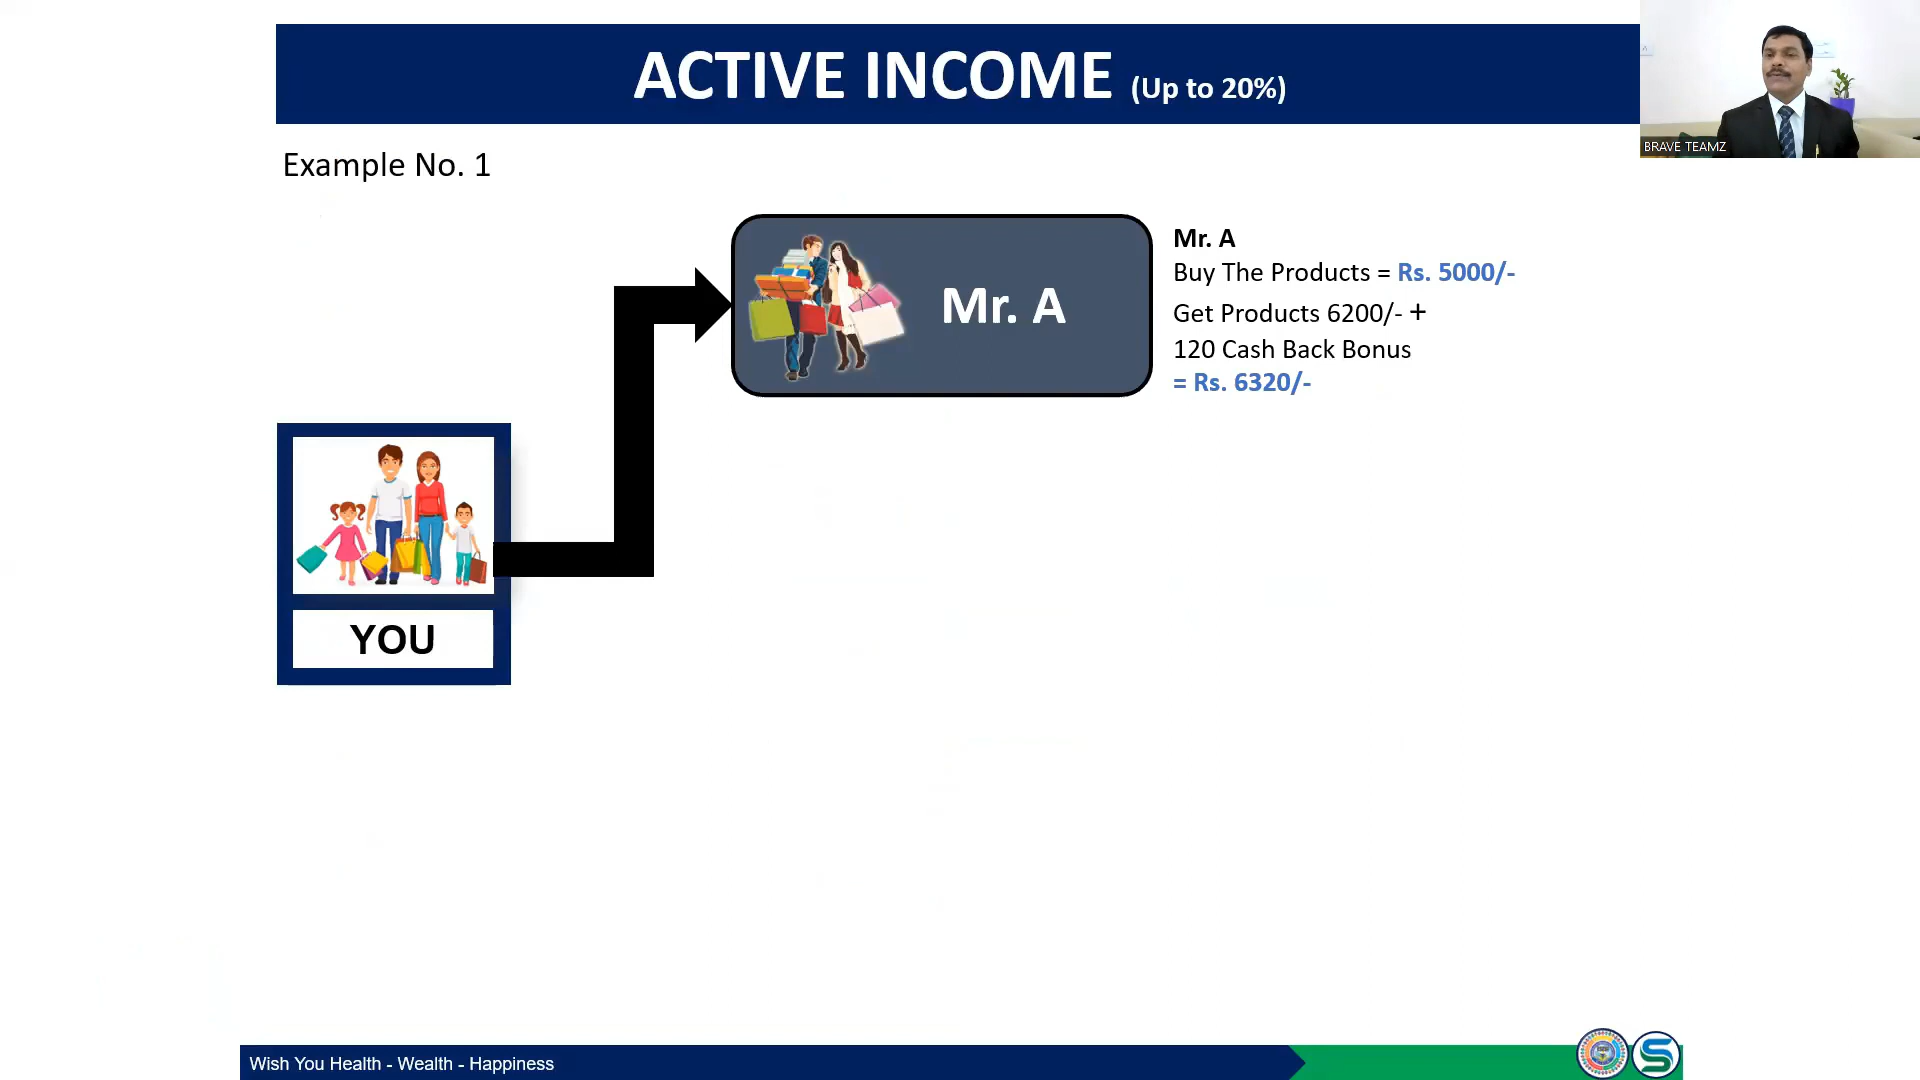 ACTIVE INCOME (Up to 20%)
BRAVE TEAMZ
Example No. 1
Mr. A
Mr. A
Buy The Products = Rs. 5000/-
Get Products 6200/- +
120 Cash Back Bonus
= Rs. 6320/-
YOU
Wish You Health - Wealth - Happiness